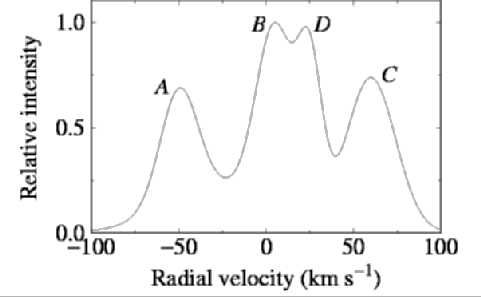 Relative intensity
1.0
0.5
0.0
A
B
D
C
−100
−50
0
50
100
Radial velocity (km s⁻¹)